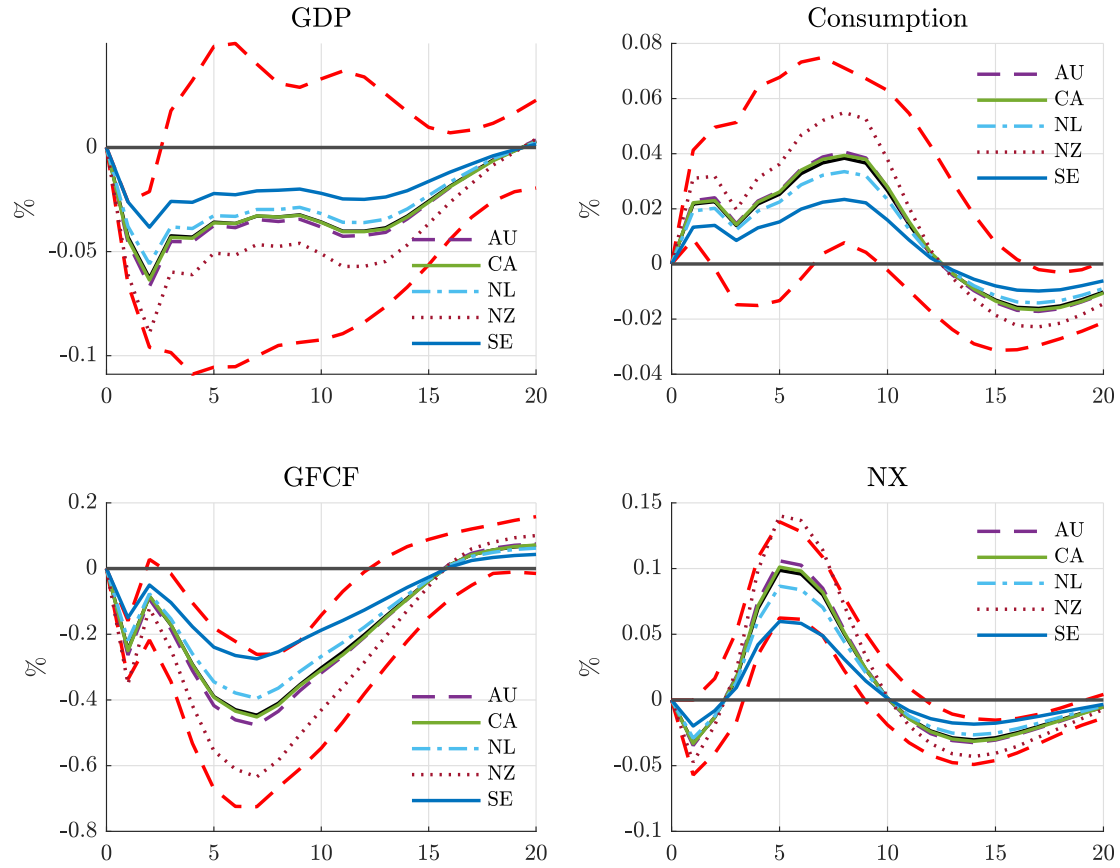 GDP
%
0
-0.05
-0.1
0
5
10
15
20
AU
CA
NL
NZ
SE
Consumption
%
0.08
0.06
0.04
0.02
0
-0.02
-0.04
0
5
10
15
20
AU
CA
NL
NZ
SE
GFCF
%
0.2
0
-0.2
-0.4
-0.6
-0.8
0
5
10
15
20
AU
CA
NL
NZ
SE
NX
%
0.15
0.1
0.05
0
-0.05
-0.1
0
5
10
15
20
AU
CA
NL
NZ
SE